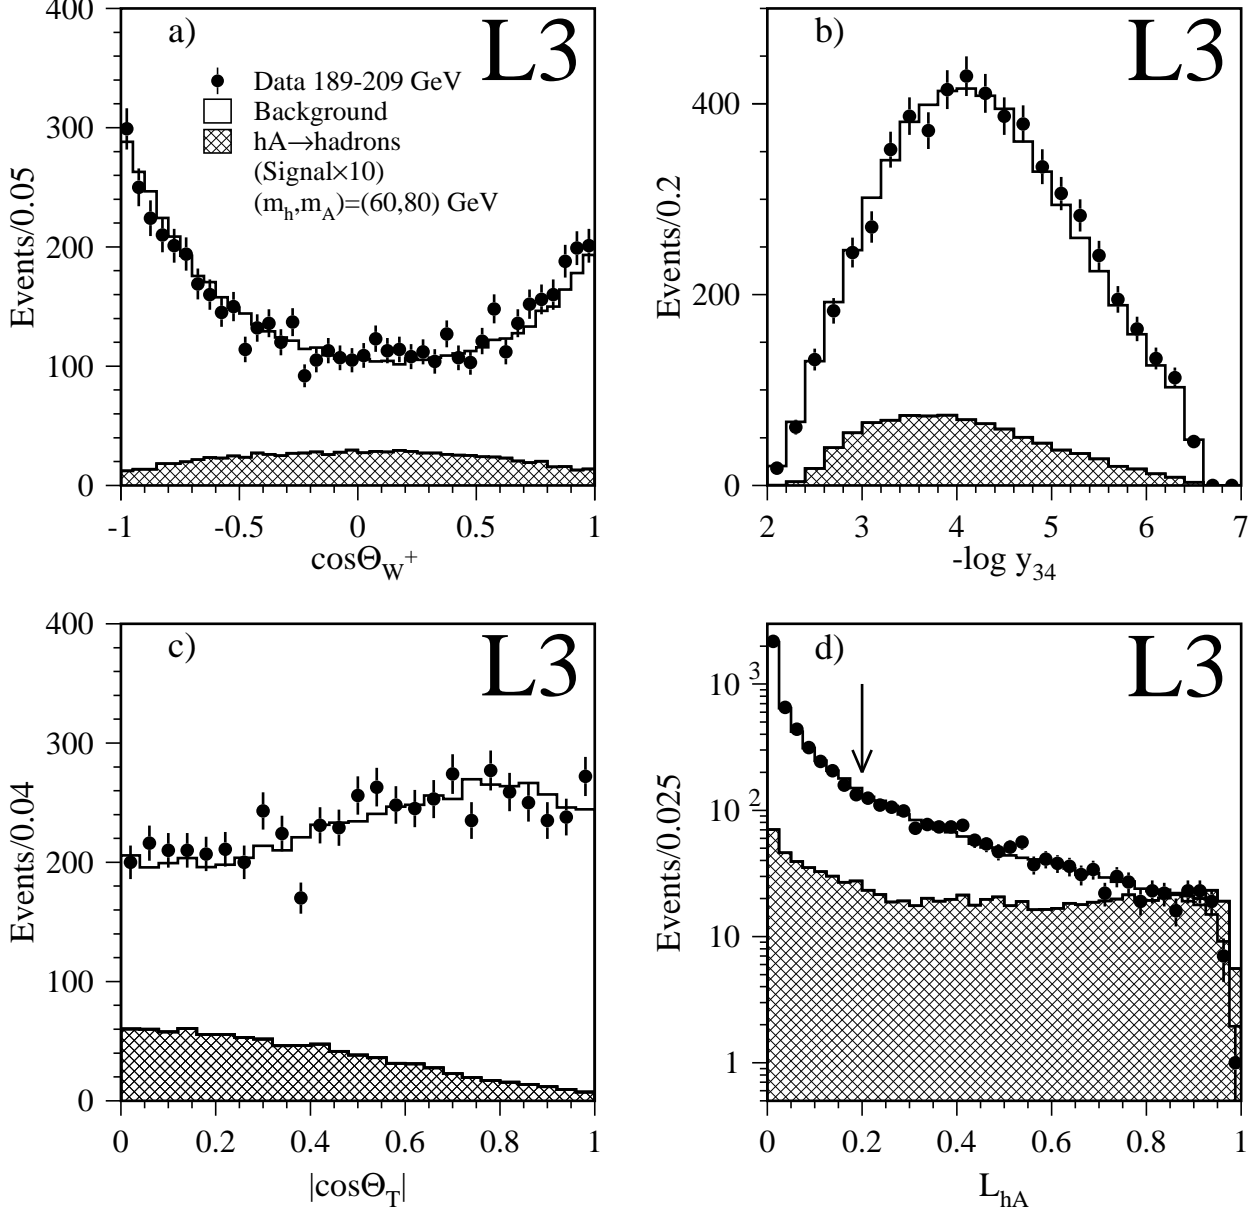 a)
L3
Data 189-209 GeV
Background
hA→hadrons
(Signal×10)
(m_h,m_A)=(60,80) GeV
400
300
200
100
0
Events/0.05
-1 -0.5 0 0.5 1
cosΘ_W⁺
b)
L3
400
200
0
Events/0.2
2 3 4 5 6 7
-log y_34
c)
L3
400
300
200
100
0
Events/0.04
0 0.2 0.4 0.6 0.8 1
|cosΘ_T|
d)
L3
10³
10²
10
1
Events/0.025
0 0.2 0.4 0.6 0.8 1
L_hA